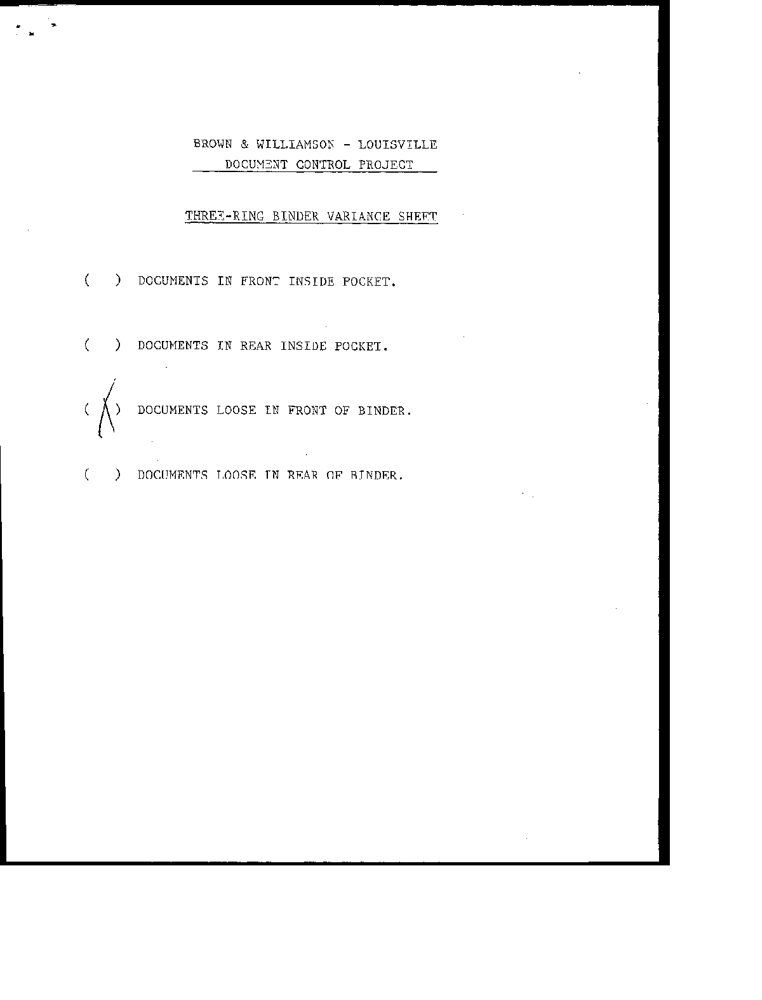 BROWN & WILLIAMSON - LOUISVILLE
DOCUMENT CONTROL PROJECT
THREE-RING BINDER VARIANCE SHEET
( ) DOCUMENTS IN FRONT INSIDE POCKET.
( ) DOCUMENTS IN REAR INSIDE POCKET.
(X) DOCUMENTS LOOSE IN FRONT OF BINDER.
( ) DOCUMENTS LOOSE IN REAR OF BINDER.